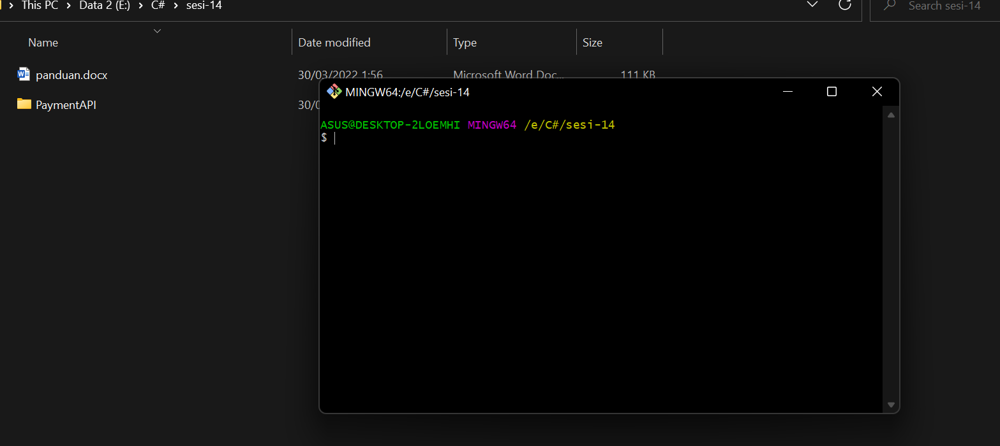 This PC > Data 2 (E:) > C# > sesi-14
Search sesi-14
Name Date modified Type Size
panduan.docx 30/03/2022 1:56 Microsoft Word Doc... 111 KB
PaymentAPI 30/
MINGW64:/e/C#/sesi-14
ASUS@DESKTOP-2LOEMHI MINGW64 /e/C#/sesi-14
$